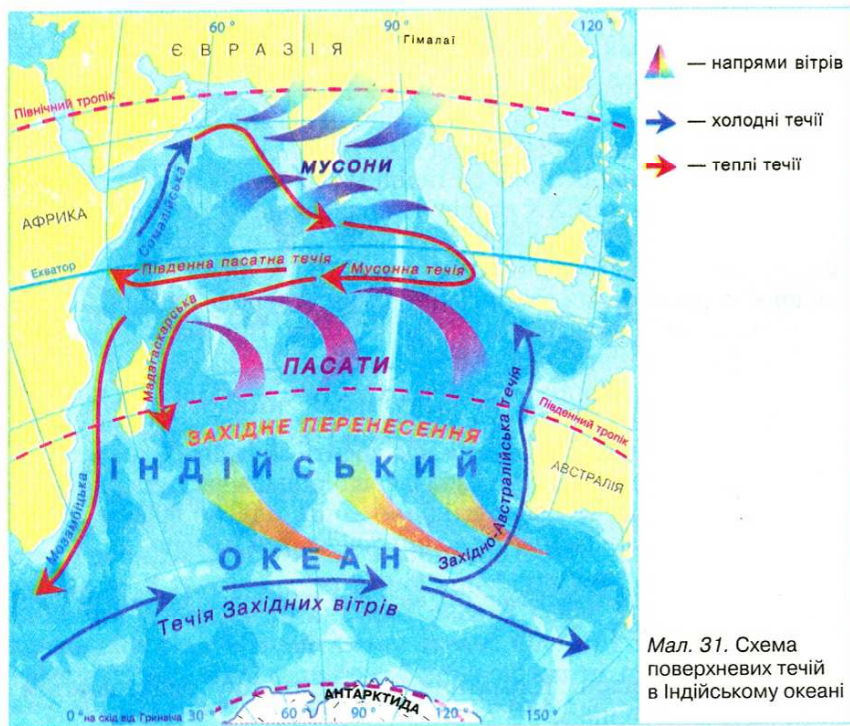 60° 90° 120°
ЄВРАЗІЯ
Гімалаї
Північний тропік
МУСОНИ
АФРИКА
Сомалійська
Екватор
Південна пасатна течія
Мусонна течія
Мадагаскарська
ПАСАТИ
Південний тропік
ЗАХІДНЕ ПЕРЕНЕСЕННЯ
ІНДІЙСЬКИЙ
АВСТРАЛІЯ
Західно-Австралійська течія
Мозамбіцька
ОКЕАН
Течія Західних вітрів
АНТАРКТИДА
0° на схід від Гринвіча 30° 60° 90° 120° 150°
— напрями вітрів
— холодні течії
— теплі течії
Мал. 31. Схема
поверхневих течій
в Індійському океані